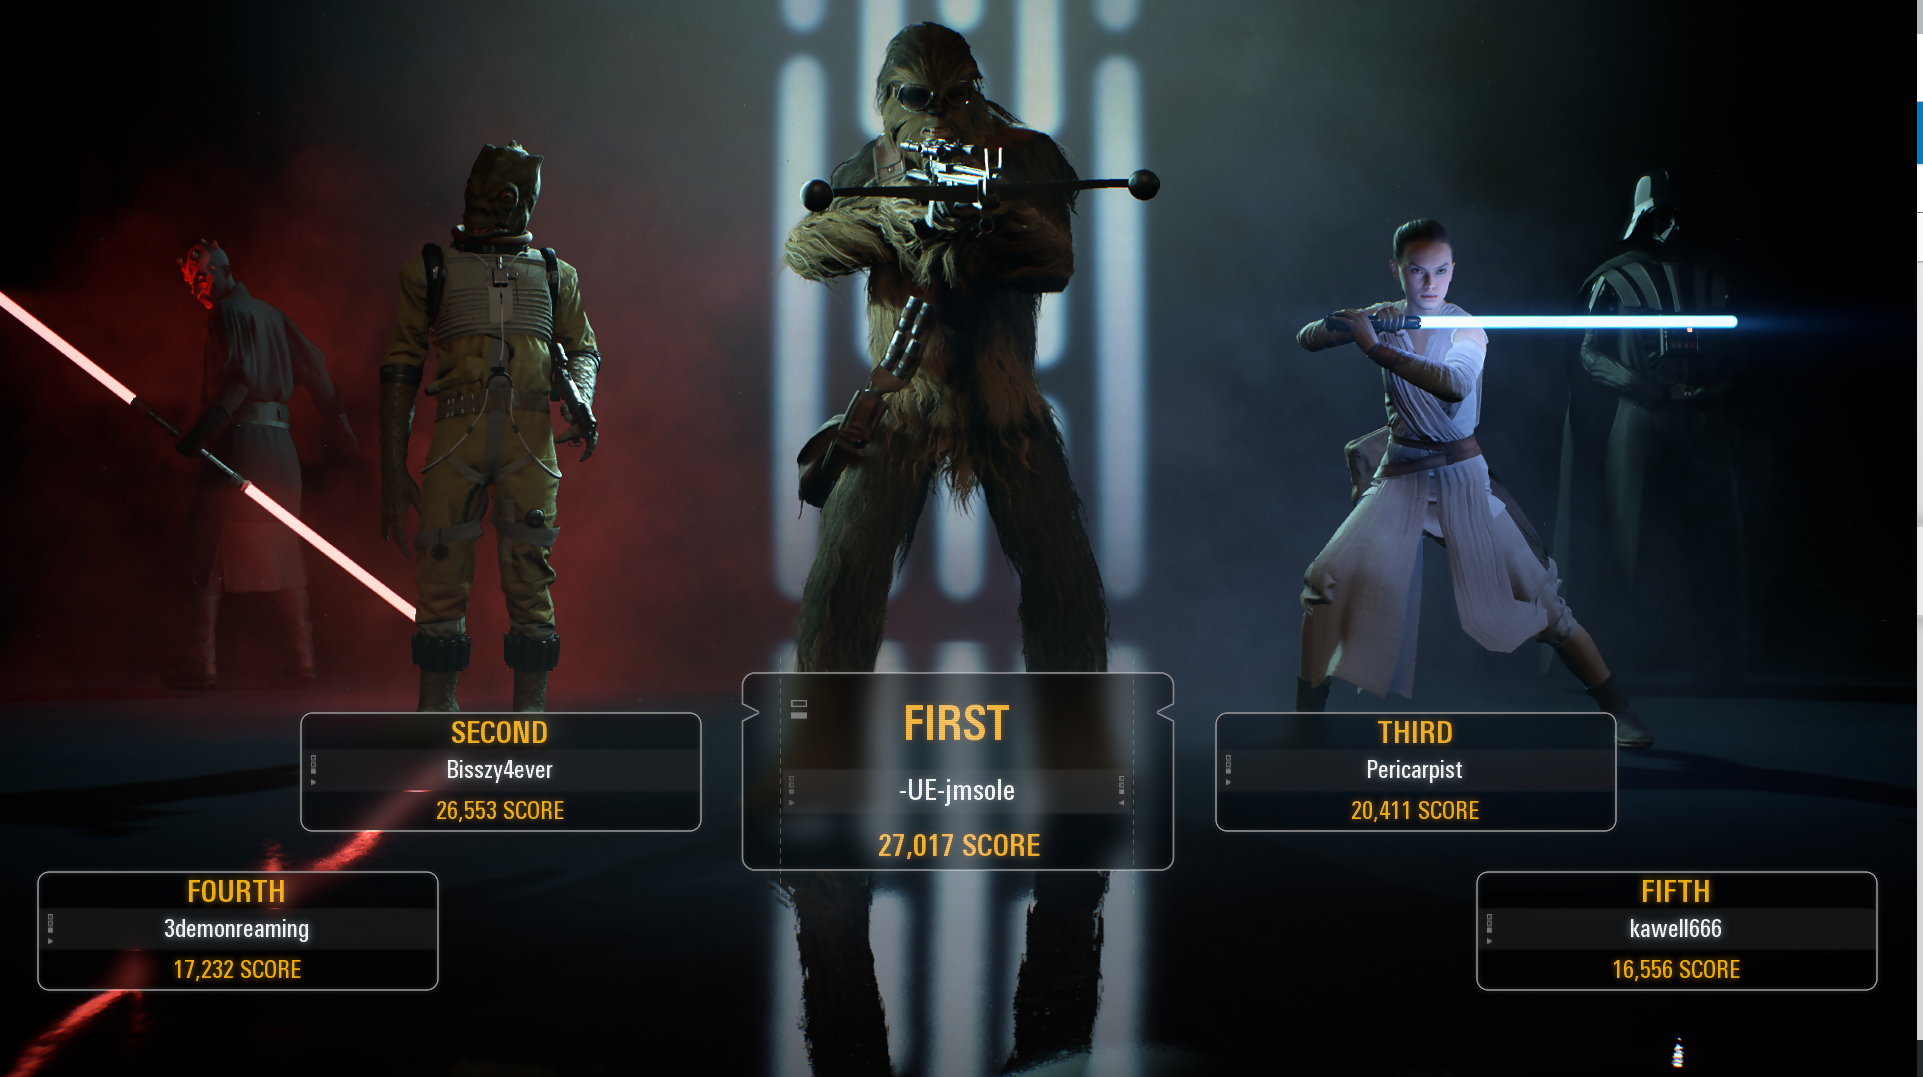 FIRST
-UE-jmsole
27,017 SCORE
SECOND
Bisszy4ever
26,553 SCORE
THIRD
Pericarpist
20,411 SCORE
FOURTH
3demonreaming
17,232 SCORE
FIFTH
kawell666
16,556 SCORE